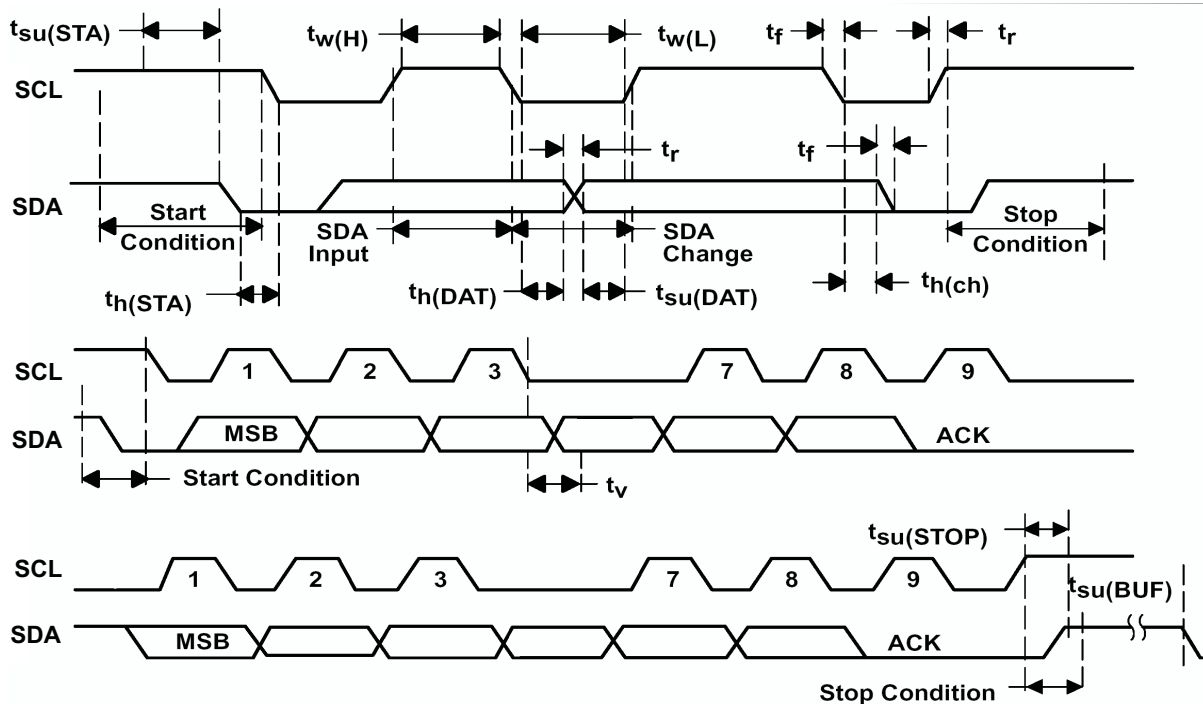 tsu(STA)
tw(H)
tw(L)
tf
tr
SCL
tr
tf
SDA
Start
Condition
SDA
Input
SDA
Change
Stop
Condition
th(STA)
th(DAT)
tsu(DAT)
th(ch)
SCL
1
2
3
7
8
9
SDA
MSB
ACK
Start Condition
tv
tsu(STOP)
SCL
1
2
3
7
8
9
tsu(BUF)
SDA
MSB
ACK
Stop Condition